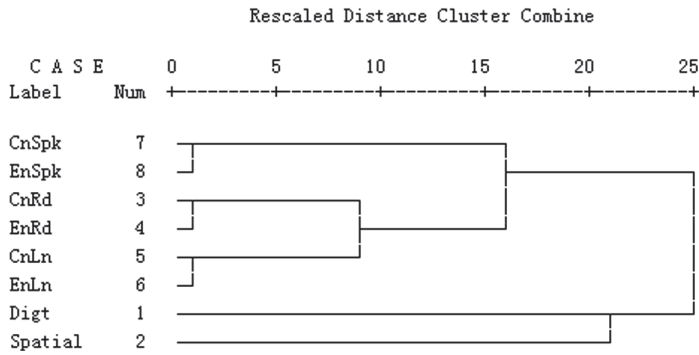 Rescaled Distance Cluster Combine
C A S E 0 5 10 15 20 25
Label Num
CnSpk 7
EnSpk 8
CnRd 3
EnRd 4
CnLn 5
EnLn 6
Digt 1
Spatial 2